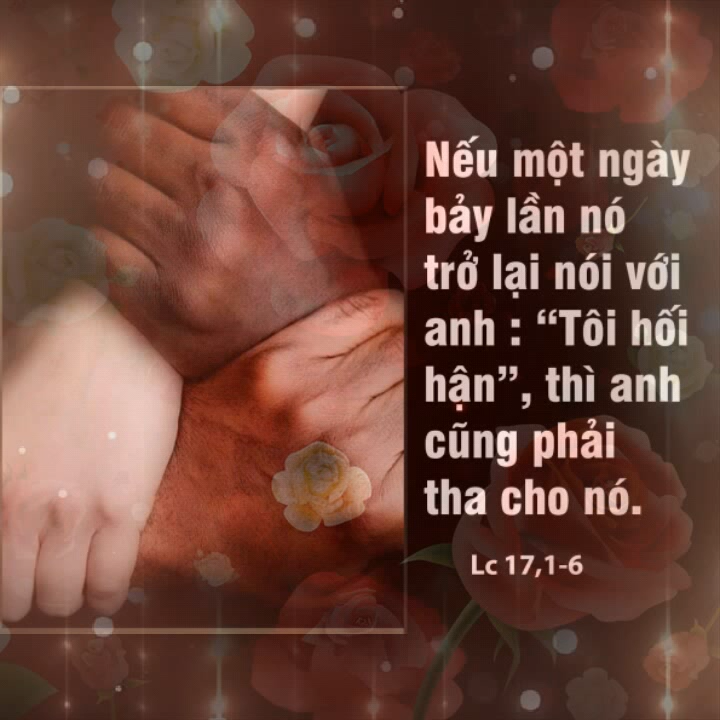 Nếu một ngày
bảy lần nó
trở lại nói với
anh : “Tôi hối
hận”, thì anh
cũng phải
tha cho nó.
Lc 17,1-6